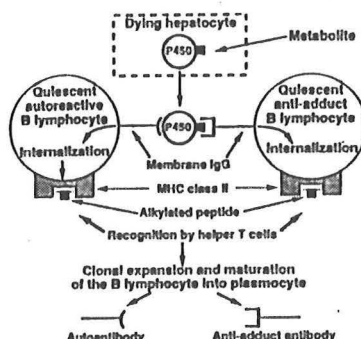 Dying hepatocyte
P450
Metabolite
Quiescent
autoreactive
B lymphocyte
P450
Quiescent
anti-adduct
B lymphocyte
Internalization
Internalization
Membrane IgG
MHC class II
Alkylated peptide
Recognition by helper T cells
Clonal expansion and maturation
of the B lymphocyte into plasmocyte
Autoantibody
Anti-adduct antibody